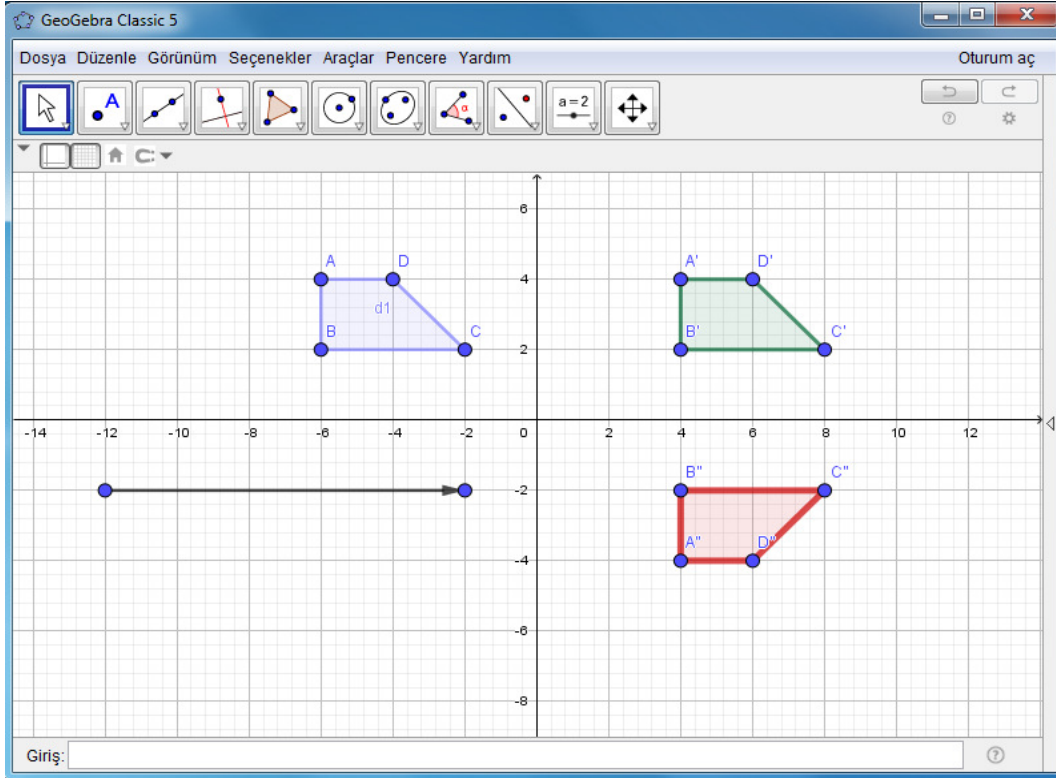 GeoGebra Classic 5
Dosya Düzenle Görünüm Seçenekler Araçlar Pencere Yardım Oturum aç
A α a = 2
6
A D A' D'
4
d1
B C B' C'
2
-14 -12 -10 -8 -6 -4 -2 0 2 4 6 8 10 12
B" C"
-2
A" D"
-4
-6
-8
Giriş: